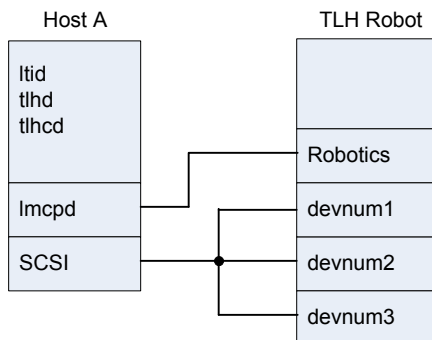 Host A
ltid
tlhd
tlhcd
lmcpd
SCSI
TLH Robot
Robotics
devnum1
devnum2
devnum3